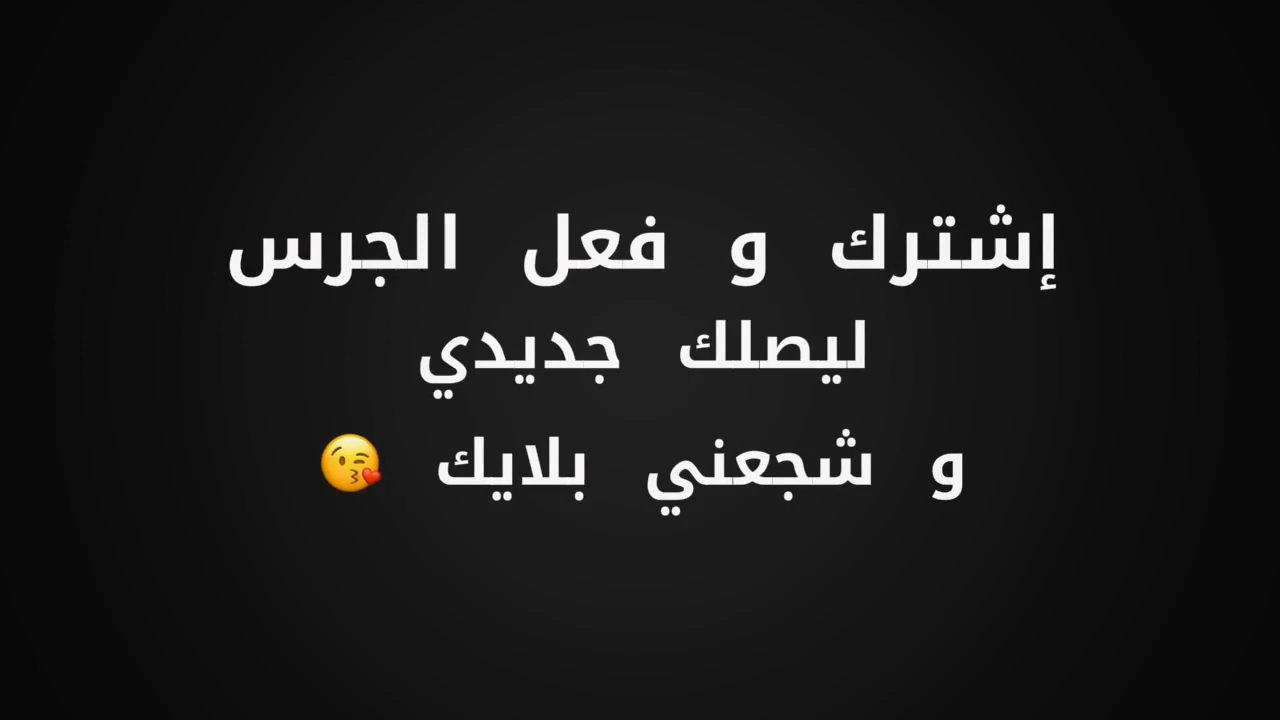 إشترك و فعل الجرس
ليصلك جديدي
و شجعني بلايك 😘